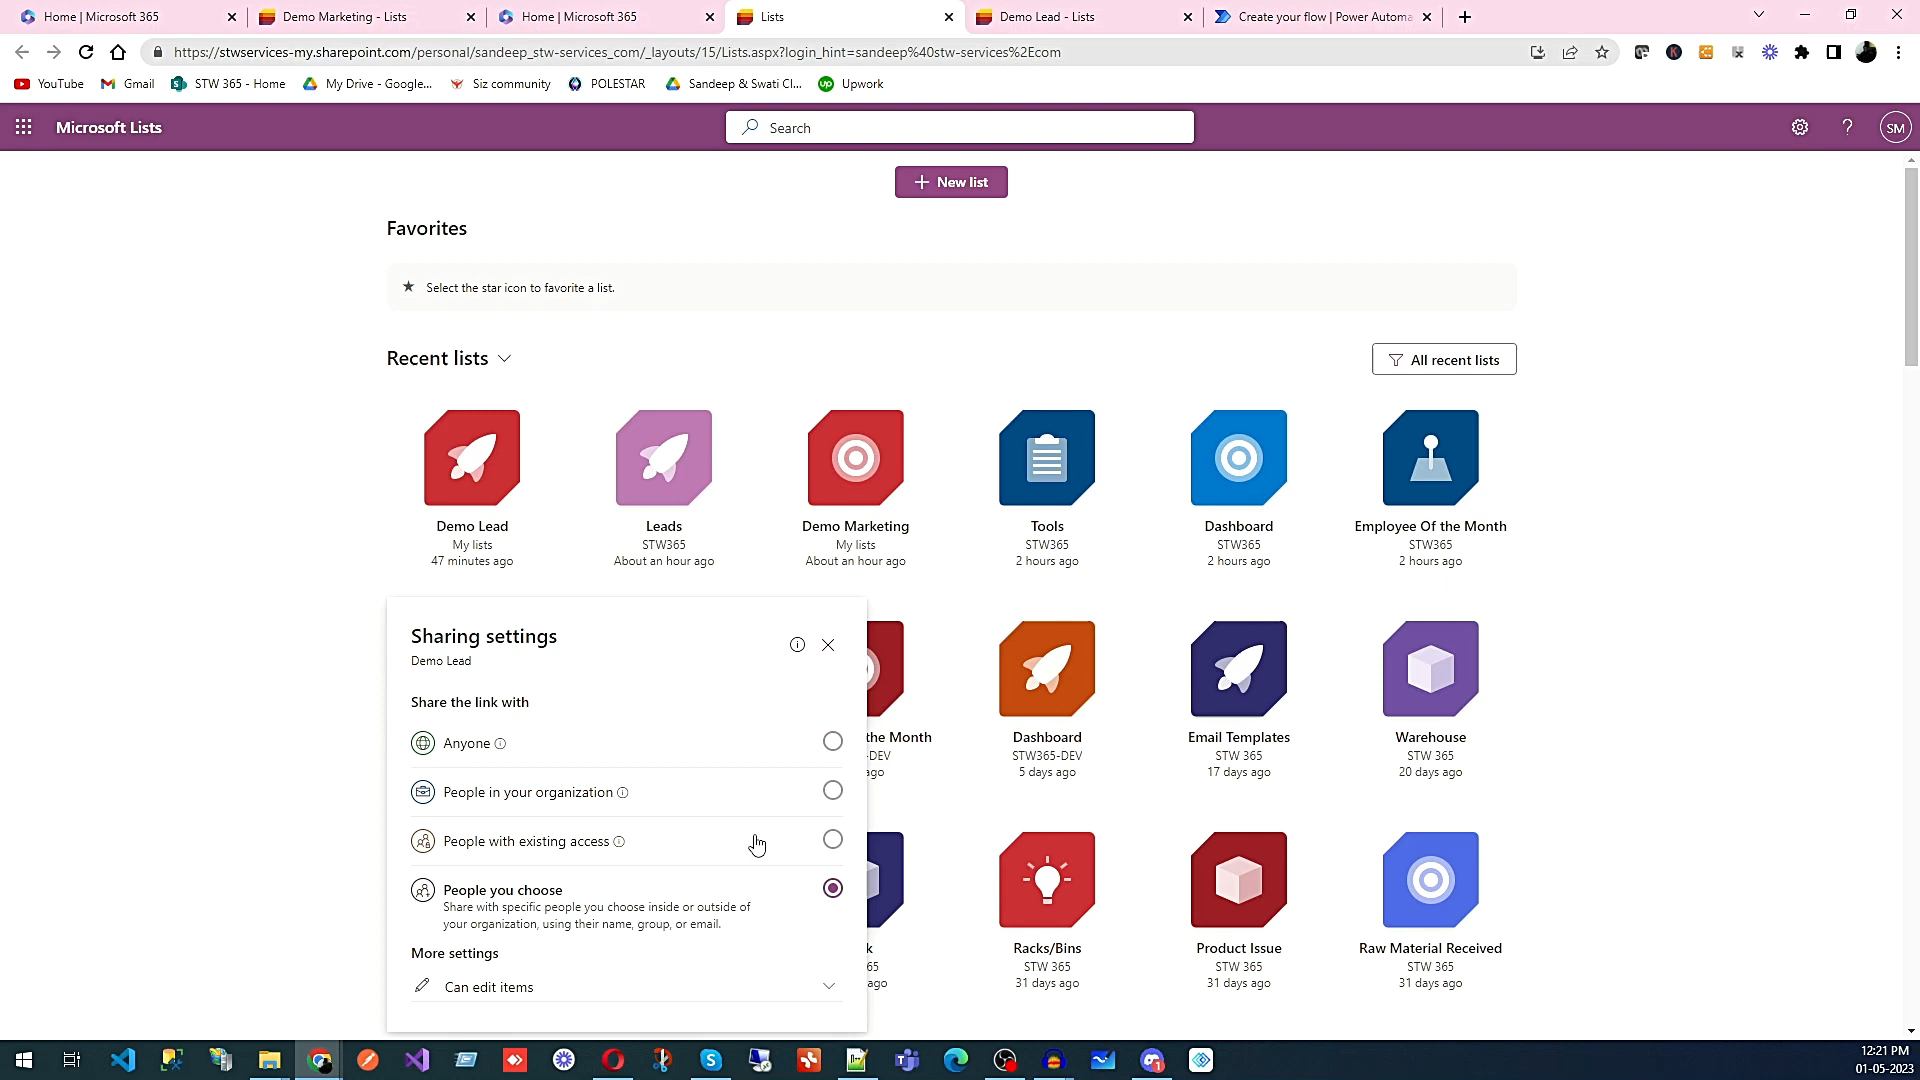 Home | Microsoft 365
Demo Marketing - Lists
Home | Microsoft 365
Lists
Demo Lead - Lists
Create your flow | Power Automa
https://stwservices-my.sharepoint.com/personal/sandeep_stw-services_com/_layouts/15/Lists.aspx?login_hint=sandeep%40stw-services%2Ecom
YouTube
Gmail
STW 365 - Home
My Drive - Google...
Siz community
POLESTAR
Sandeep & Swati Cl...
Upwork
Microsoft Lists
Search
SM
New list
Favorites
Select the star icon to favorite a list.
Recent lists
All recent lists
Demo Lead
My lists
47 minutes ago
Leads
STW365
About an hour ago
Demo Marketing
My lists
About an hour ago
Tools
STW365
2 hours ago
Dashboard
STW365
2 hours ago
Employee Of the Month
STW365
2 hours ago
Sharing settings
Demo Lead
Share the link with
Anyone
People in your organization
People with existing access
People you choose
Share with specific people you choose inside or outside of
your organization, using their name, group, or email.
More settings
Can edit items
the Month
-DEV
ago
Dashboard
STW365-DEV
5 days ago
Email Templates
STW 365
17 days ago
Warehouse
STW 365
20 days ago
k
65
ago
Racks/Bins
STW 365
31 days ago
Product Issue
STW 365
31 days ago
Raw Material Received
STW 365
31 days ago
12:21 PM
01-05-2023